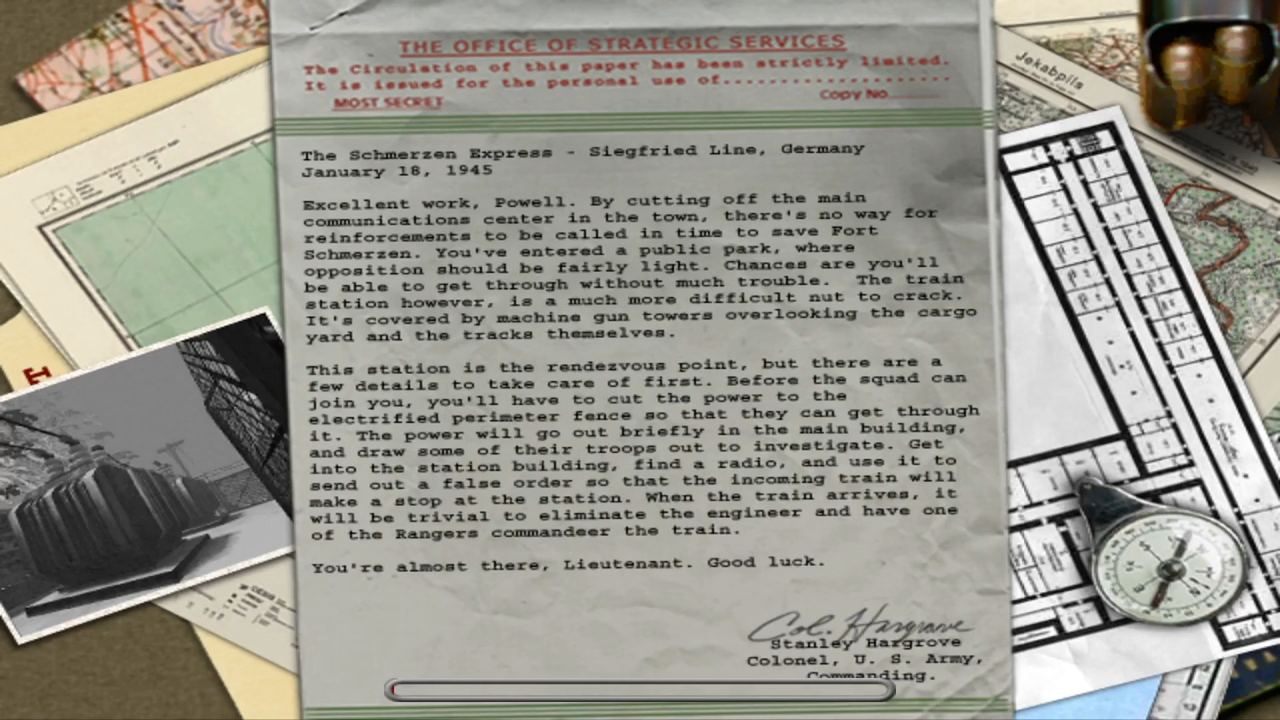 THE OFFICE OF STRATEGIC SERVICES
The Circulation of this paper has been strictly limited.
It is issued for the personal use of.....................
MOST SECRET
Copy No..........
The Schmerzen Express - Siegfried Line, Germany
January 18, 1945
Excellent work, Powell. By cutting off the main
communications center in the town, there's no way for
reinforcements to be called in time to save Fort
Schmerzen. You've entered a public park, where
opposition should be fairly light. Chances are you'll
be able to get through without much trouble.  The train
station however, is a much more difficult nut to crack.
It's covered by machine gun towers overlooking the cargo
yard and the tracks themselves.
This station is the rendezvous point, but there are a
few details to take care of first. Before the squad can
join you, you'll have to cut the power to the
electrified perimeter fence so that they can get through
it. The power will go out briefly in the main building,
and draw some of their troops out to investigate. Get
into the station building, find a radio, and use it to
send out a false order so that the incoming train will
make a stop at the station. When the train arrives, it
will be trivial to eliminate the engineer and have one
of the Rangers commandeer the train.
You're almost there, Lieutenant. Good luck.
Col. Hargrove
Stanley Hargrove
Colonel, U. S. Army,
Commanding.
Jekabpils